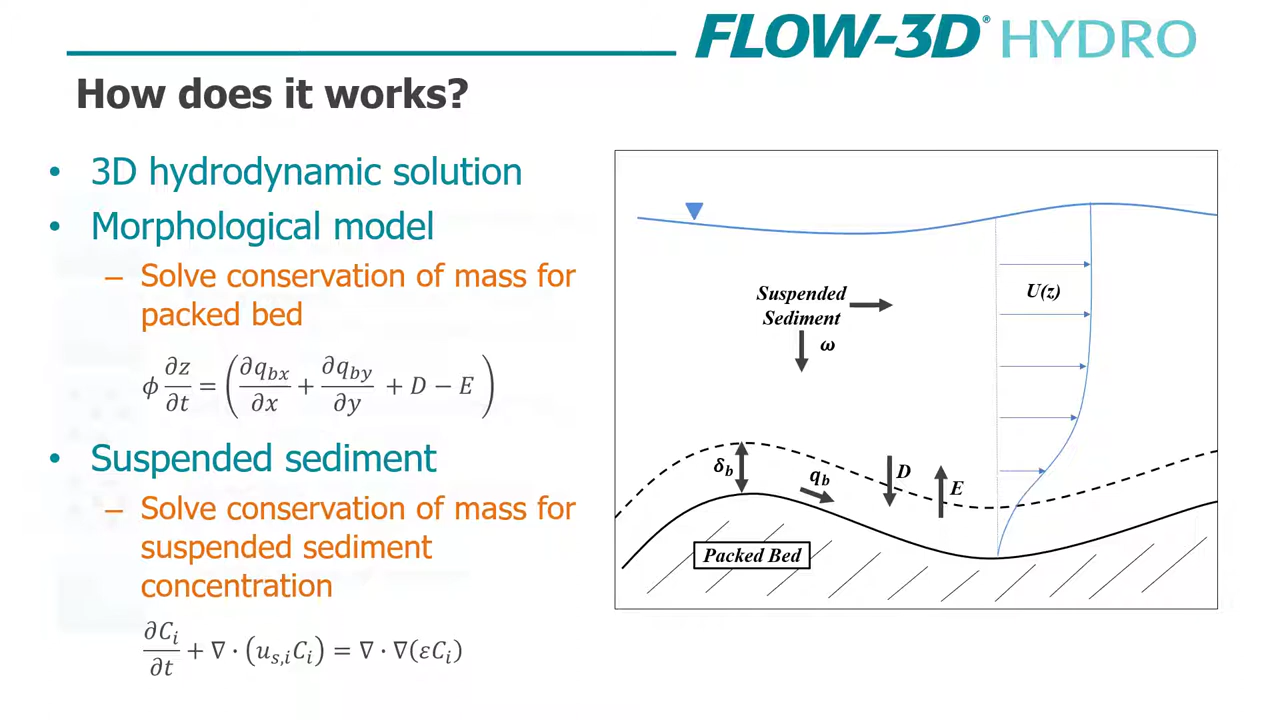 FLOW-3D® HYDRO
How does it works?
• 3D hydrodynamic solution
• Morphological model
– Solve conservation of mass for
packed bed
ϕ ∂z/∂t = (∂q_bx/∂x + ∂q_by/∂y + D − E)
• Suspended sediment
– Solve conservation of mass for
suspended sediment
concentration
∂C_i/∂t + ∇ · (u_s,i C_i) = ∇ · ∇(εC_i)
Suspended
Sediment
ω
U(z)
δ_b
q_b
D
E
Packed Bed